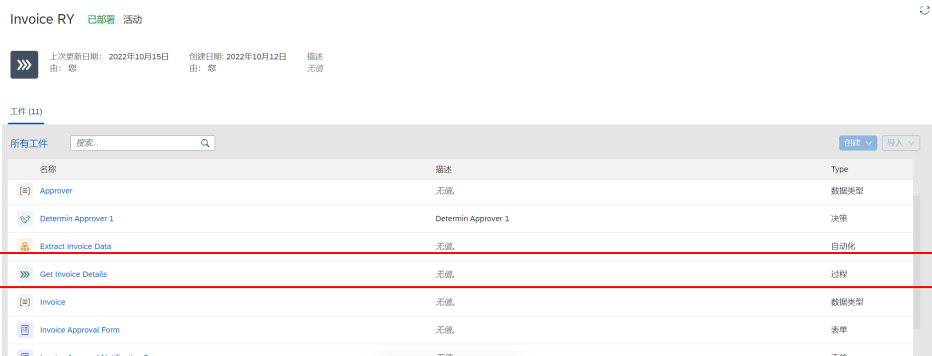 Invoice RY 已部署 活动
上次更新日期： 2022年10月15日 创建日期: 2022年10月12日 描述
由： 您 由： 您 无值
工件 (11)
所有工件 搜索... 创建 导入
名称 描述 Type
Approver 无值。 数据类型
Determin Approver 1 Determin Approver 1 决策
Extract Invoice Data 无值。 自动化
Get Invoice Details 无值。 过程
Invoice 无值。 数据类型
Invoice Approval Form 无值。 表单